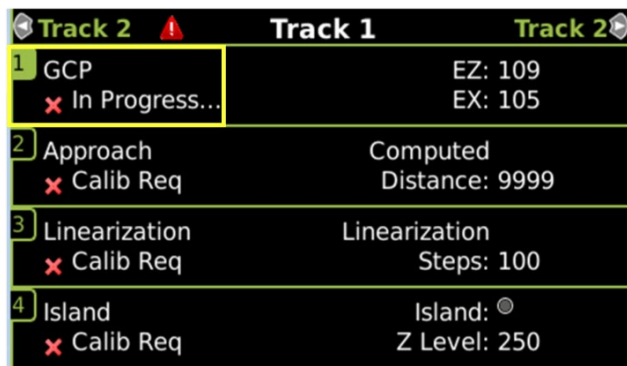 Track 2 Track 1 Track 2
1 GCP EZ: 109
In Progress... EX: 105
2 Approach Computed
Calib Req Distance: 9999
3 Linearization Linearization
Calib Req Steps: 100
4 Island Island:
Calib Req Z Level: 250